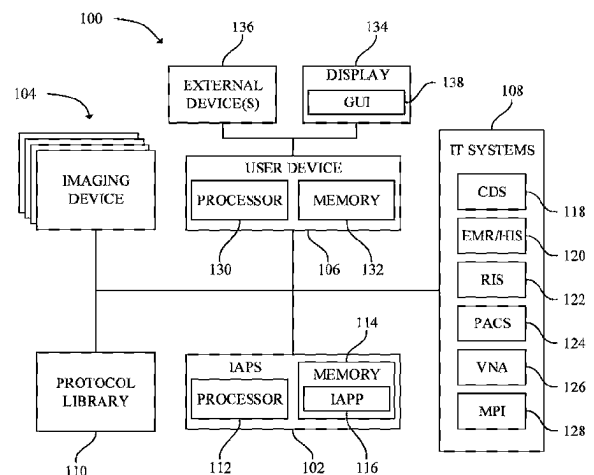 100
136
134
EXTERNAL
DEVICE(S)
DISPLAY
GUI
138
104
IMAGING
DEVICE
USER DEVICE
PROCESSOR
MEMORY
130
106
132
108
IT SYSTEMS
CDS
118
EMR/HIS
120
RIS
122
PACS
124
VNA
126
MPI
128
PROTOCOL
LIBRARY
110
114
IAPS
PROCESSOR
MEMORY
IAPP
112
102
116